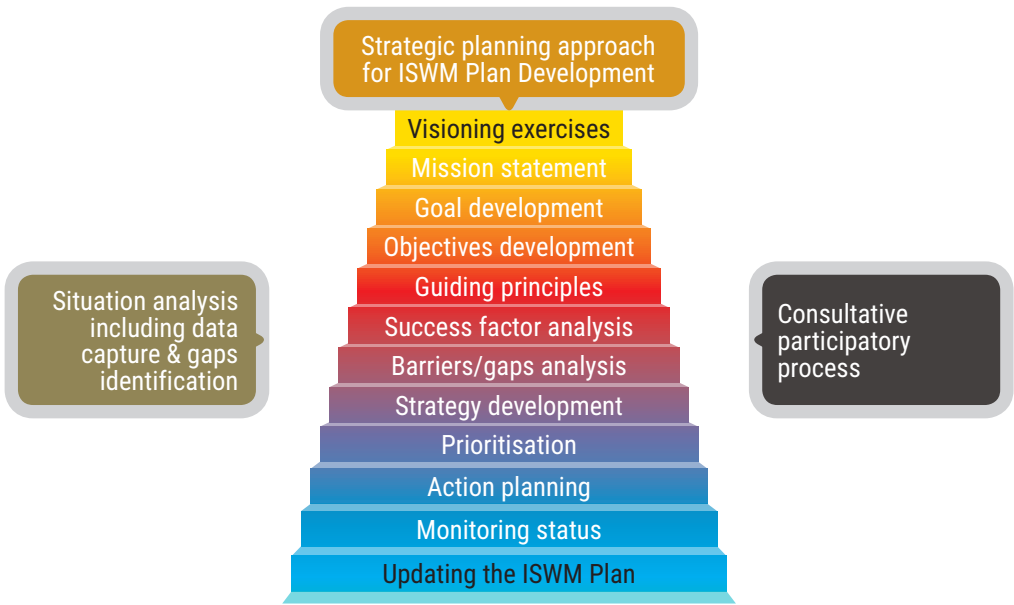 Strategic planning approach
for ISWM Plan Development
Visioning exercises
Mission statement
Goal development
Objectives development
Guiding principles
Success factor analysis
Barriers/gaps analysis
Strategy development
Prioritisation
Action planning
Monitoring status
Updating the ISWM Plan
Situation analysis
including data
capture & gaps
identification
Consultative
participatory
process